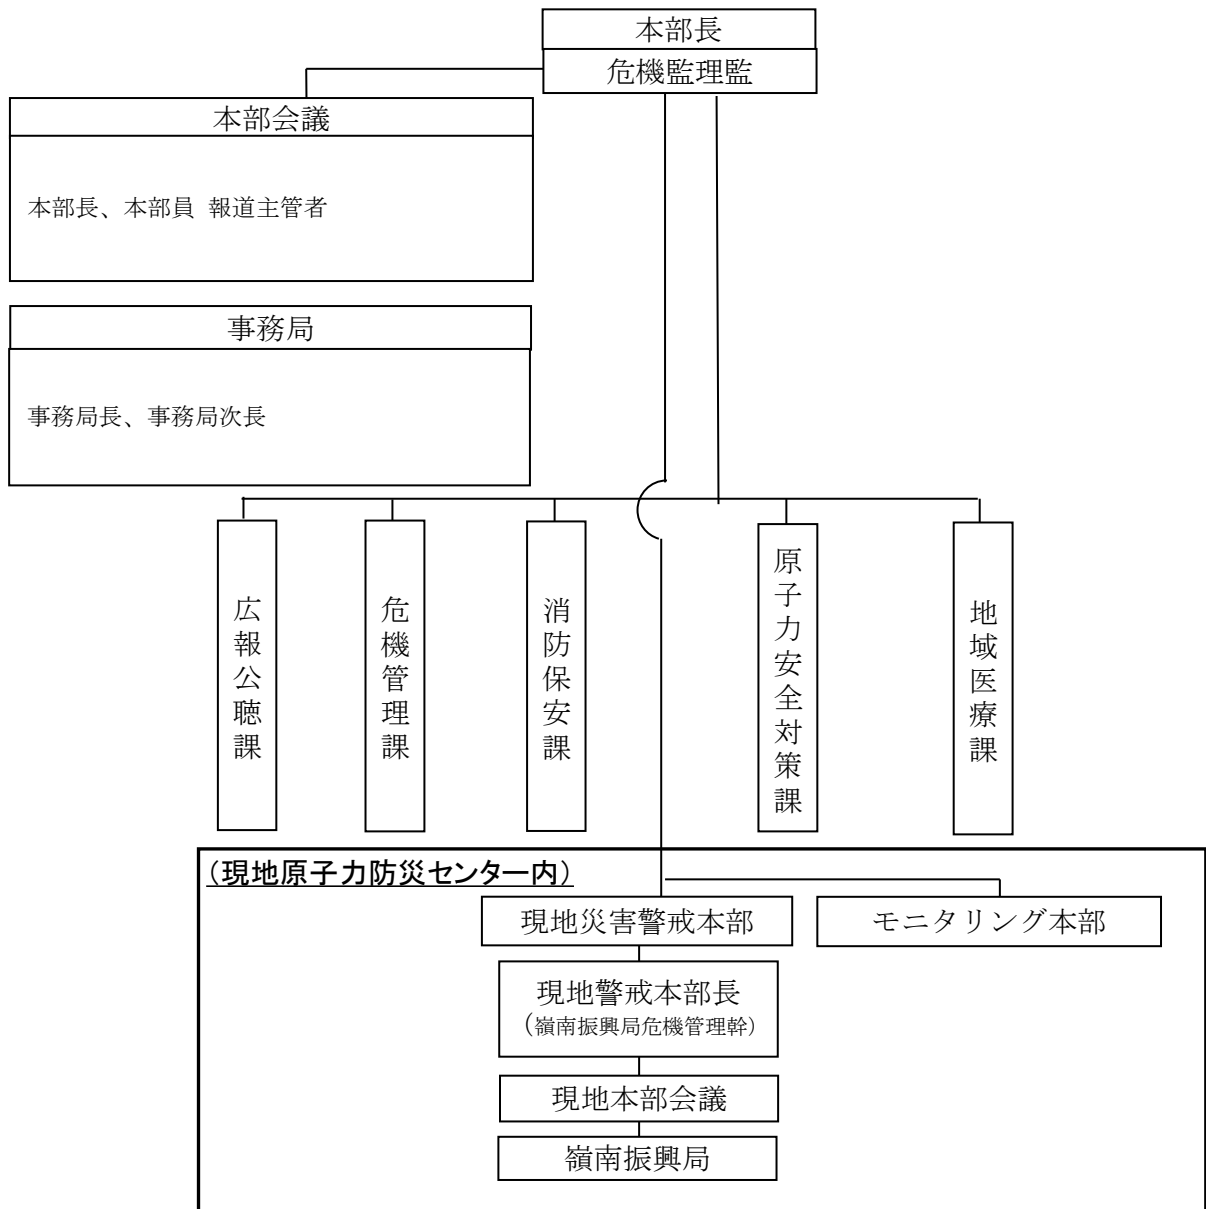 本部長
危機監理監
本部会議
本部長、本部員 報道主管者
事務局
事務局長、事務局次長
広報公聴課
危機管理課
消防保安課
原子力安全対策課
地域医療課
(現地原子力防災センター内)
現地災害警戒本部
モニタリング本部
現地警戒本部長
(嶺南振興局危機管理幹)
現地本部会議
嶺南振興局